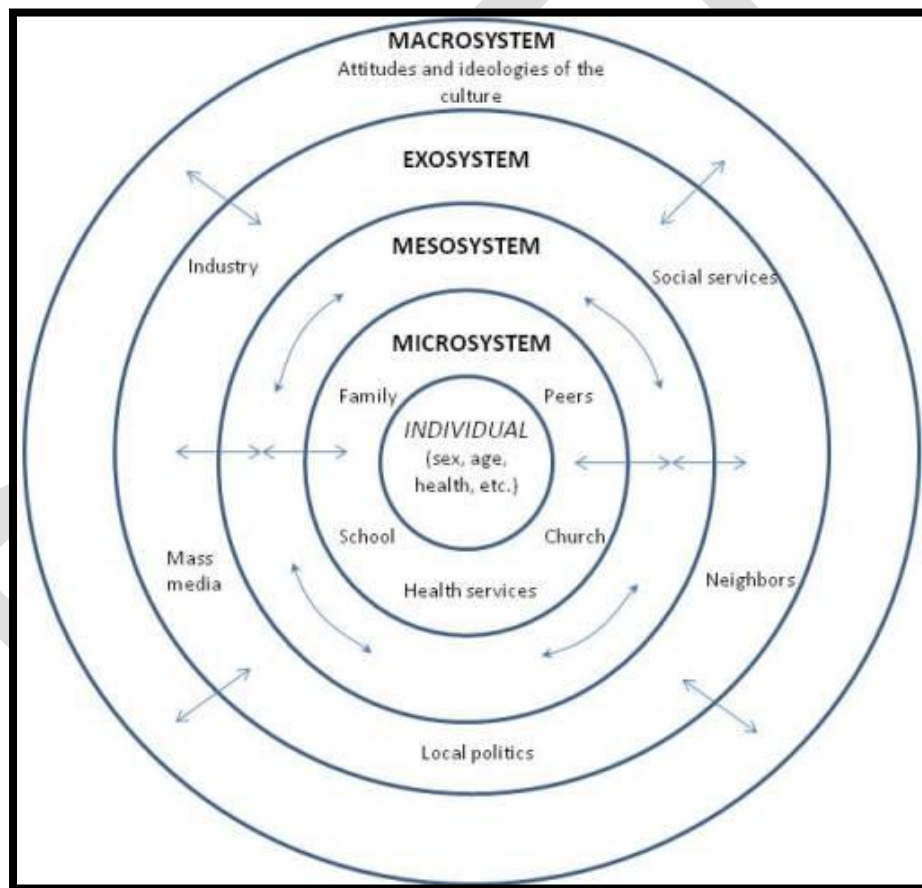 MACROSYSTEM
Attitudes and ideologies of the
culture
EXOSYSTEM
MESOSYSTEM
Industry
Social services
MICROSYSTEM
Family
Peers
INDIVIDUAL
(sex, age,
health, etc.)
School
Church
Mass
media
Health services
Neighbors
Local politics